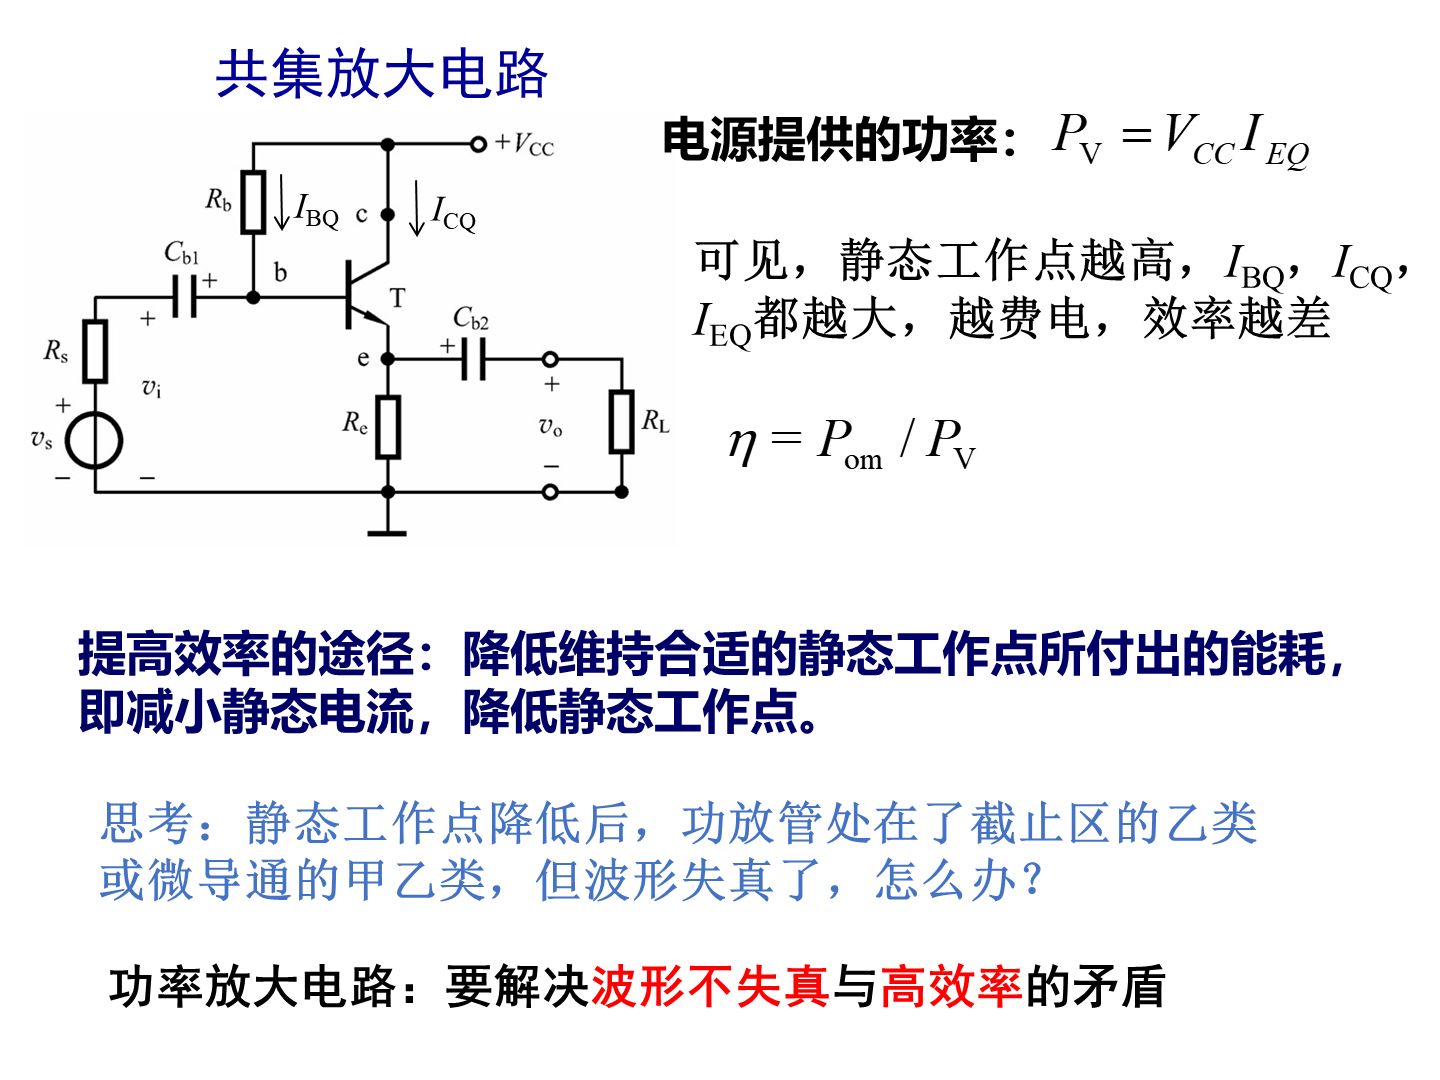 共集放大电路
电源提供的功率： P_V = V_CC I_EQ
+V_CC
R_b
I_BQ
c
I_CQ
C_b1
+
b
T
可见，静态工作点越高，I_BQ，I_CQ，
I_EQ都越大，越费电，效率越差
+
C_b2
R_s
e
+
v_i
+
+
R_e
v_o
R_L
v_s
η = P_om / P_V
−
−
−
提高效率的途径：降低维持合适的静态工作点所付出的能耗，
即减小静态电流，降低静态工作点。
思考：静态工作点降低后，功放管处在了截止区的乙类
或微导通的甲乙类，但波形失真了，怎么办？
功率放大电路：要解决波形不失真与高效率的矛盾